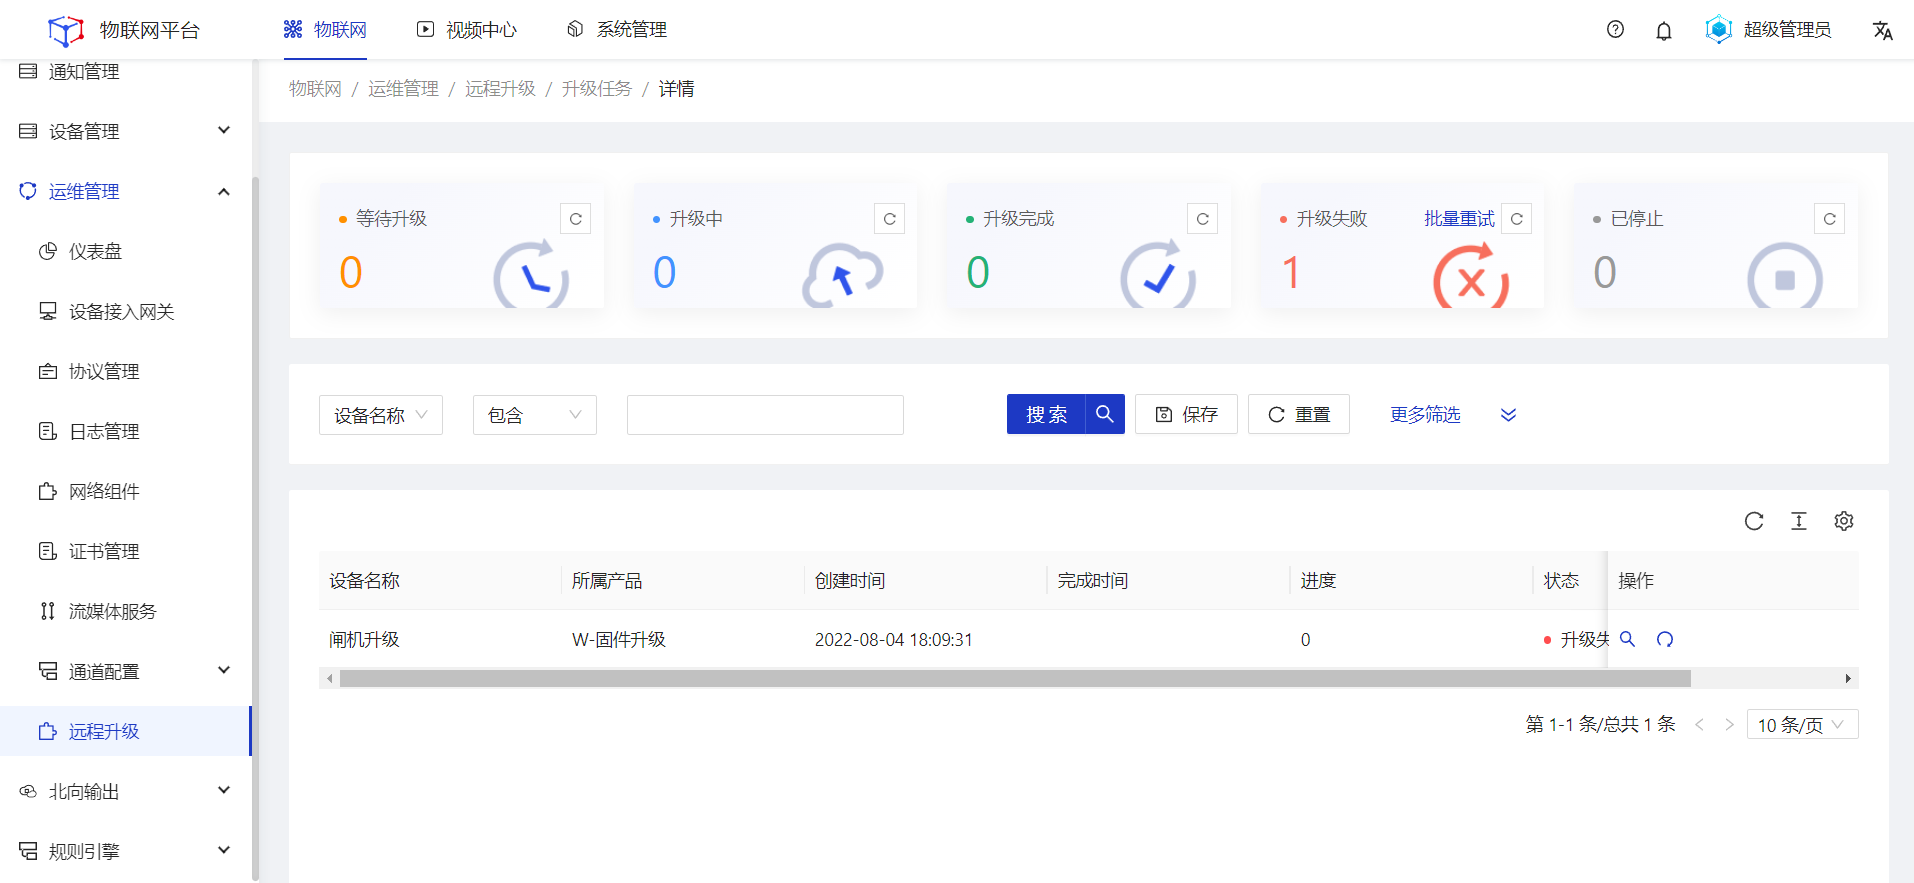 物联网平台
物联网
视频中心
系统管理
超级管理员
通知管理
设备管理
运维管理
仪表盘
设备接入网关
协议管理
日志管理
网络组件
证书管理
流媒体服务
通道配置
远程升级
北向输出
规则引擎
物联网 / 运维管理 / 远程升级 / 升级任务 / 详情
等待升级
0
升级中
0
升级完成
0
升级失败 批量重试
1
已停止
0
设备名称 包含 搜 索 保存 重置 更多筛选
设备名称 所属产品 创建时间 完成时间 进度 状态 操作
闸机升级 W-固件升级 2022-08-04 18:09:31 0 升级失
第 1-1 条/总共 1 条 10 条/页